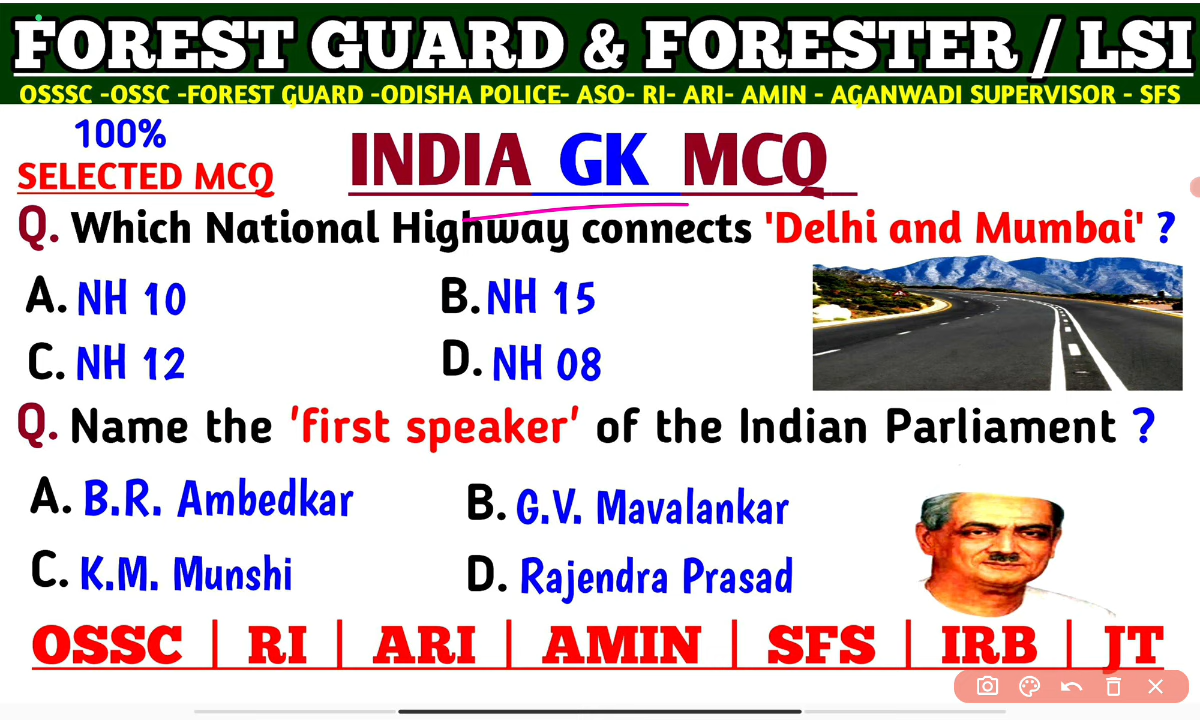 FOREST GUARD & FORESTER / LSI
OSSSC -OSSC -FOREST GUARD -ODISHA POLICE- ASO- RI- ARI- AMIN - AGANWADI SUPERVISOR - SFS
100%
SELECTED MCQ
INDIA GK MCQ
Q. Which National Highway connects 'Delhi and Mumbai' ?
A. NH 10 B. NH 15
C. NH 12 D. NH 08
Q. Name the 'first speaker' of the Indian Parliament ?
A. B.R. Ambedkar B. G.V. Mavalankar
C. K.M. Munshi D. Rajendra Prasad
OSSC | RI | ARI | AMIN | SFS | IRB | JT